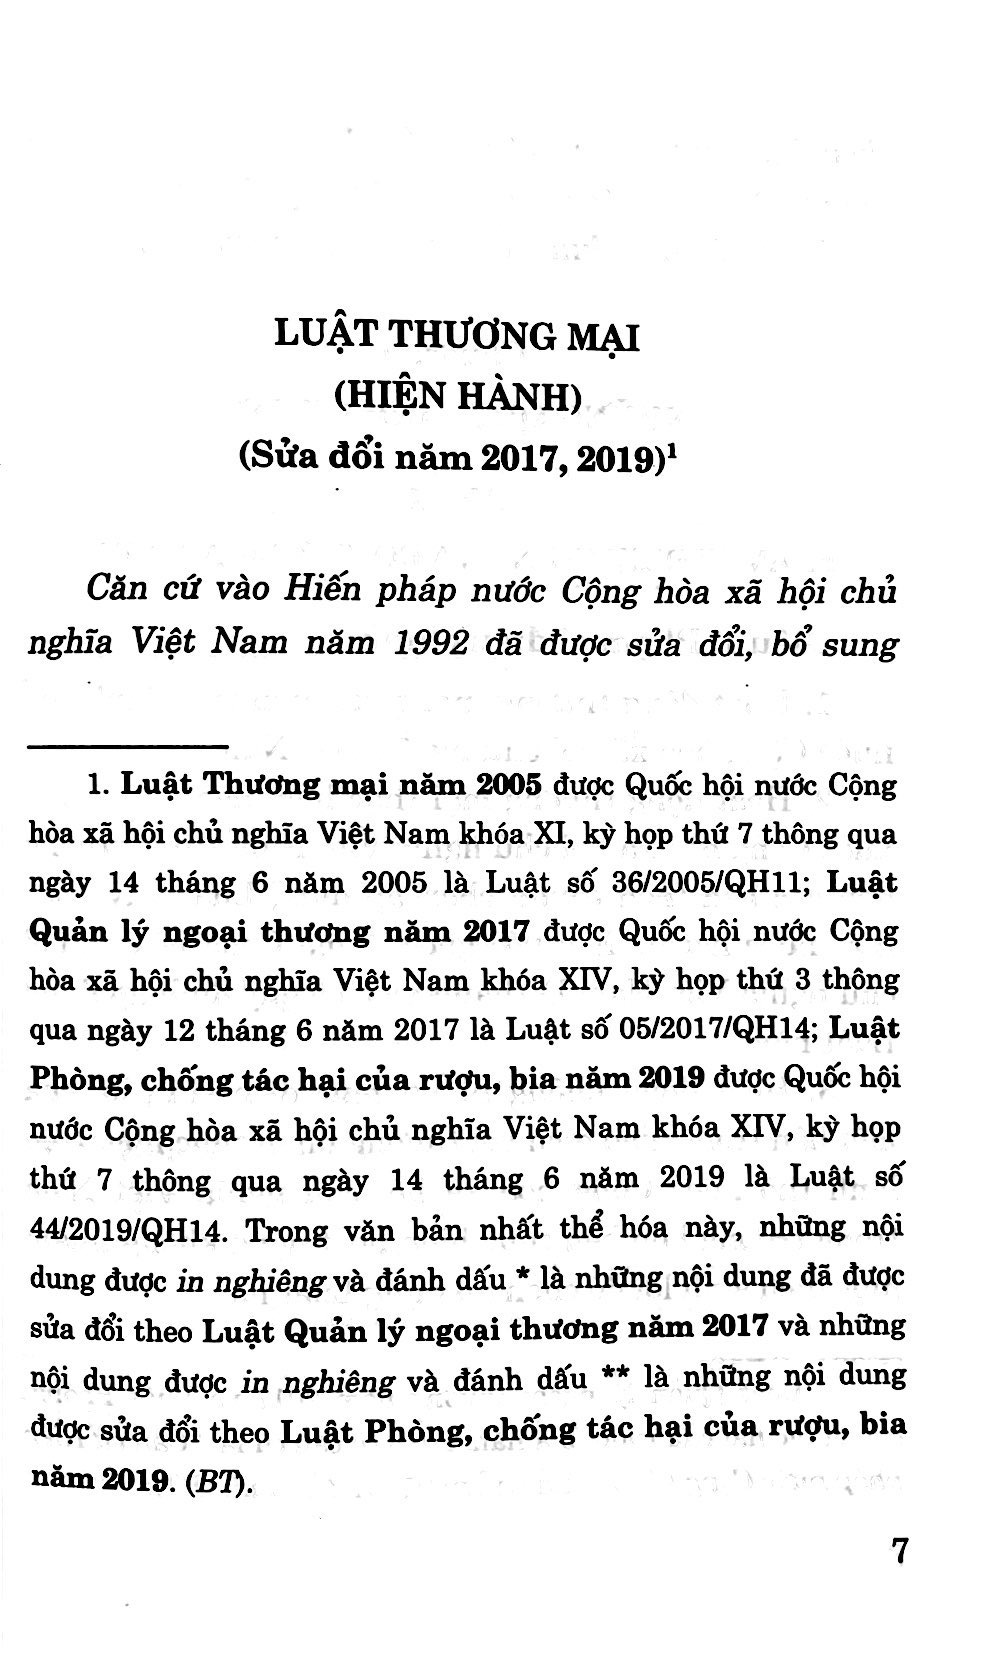 LUẬT THƯƠNG MẠI
(HIỆN HÀNH)
(Sửa đổi năm 2017, 2019)¹
Căn cứ vào Hiến pháp nước Cộng hòa xã hội chủ
nghĩa Việt Nam năm 1992 đã được sửa đổi, bổ sung
1. Luật Thương mại năm 2005 được Quốc hội nước Cộng
hòa xã hội chủ nghĩa Việt Nam khóa XI, kỳ họp thứ 7 thông qua
ngày 14 tháng 6 năm 2005 là Luật số 36/2005/QH11; Luật
Quản lý ngoại thương năm 2017 được Quốc hội nước Cộng
hòa xã hội chủ nghĩa Việt Nam khóa XIV, kỳ họp thứ 3 thông
qua ngày 12 tháng 6 năm 2017 là Luật số 05/2017/QH14; Luật
Phòng, chống tác hại của rượu, bia năm 2019 được Quốc hội
nước Cộng hòa xã hội chủ nghĩa Việt Nam khóa XIV, kỳ họp
thứ 7 thông qua ngày 14 tháng 6 năm 2019 là Luật số
44/2019/QH14. Trong văn bản nhất thể hóa này, những nội
dung được in nghiêng và đánh dấu * là những nội dung đã được
sửa đổi theo Luật Quản lý ngoại thương năm 2017 và những
nội dung được in nghiêng và đánh dấu ** là những nội dung
được sửa đổi theo Luật Phòng, chống tác hại của rượu, bia
năm 2019. (BT).
7